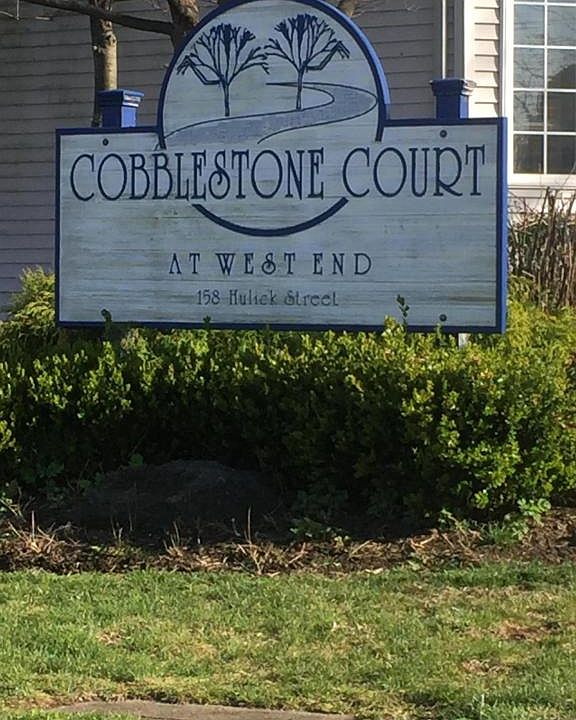 COBBLESTONE COURT
AT WEST END
158 Hulick Street